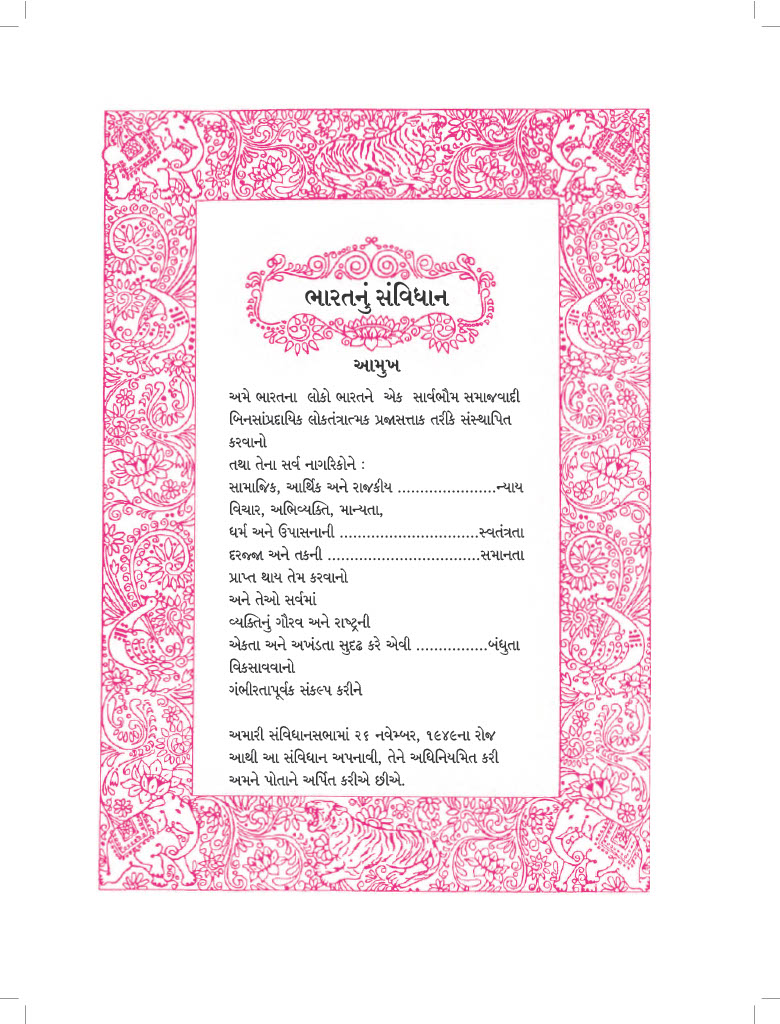 ભારતનું સંવિધાન
આમુખ
અમે ભારતના લોકો ભારતને એક સાર્વભૌમ સમાજવાદી
બિનસાંપ્રદાયિક લોકતંત્રાત્મક પ્રજાસત્તાક તરીકે સંસ્થાપિત
કરવાનો
તથા તેના સર્વ નાગરિકોને :
સામાજિક, આર્થિક અને રાજકીય ......................ન્યાય
વિચાર, અભિવ્યક્તિ, માન્યતા,
ધર્મ અને ઉપાસનાની ...............................સ્વતંત્રતા
દરજ્જા અને તકની ..................................સમાનતા
પ્રાપ્ત થાય તેમ કરવાનો
અને તેઓ સર્વમાં
વ્યક્તિનું ગૌરવ અને રાષ્ટ્રની
એકતા અને અખંડતા સુદૃઢ કરે એવી ................બંધુતા
વિકસાવવાનો
ગંભીરતાપૂર્વક સંકલ્પ કરીને
અમારી સંવિધાનસભામાં ૨૬ નવેમ્બર, ૧૯૪૯ના રોજ
આથી આ સંવિધાન અપનાવી, તેને અધિનિયમિત કરી
અમને પોતાને અર્પિત કરીએ છીએ.